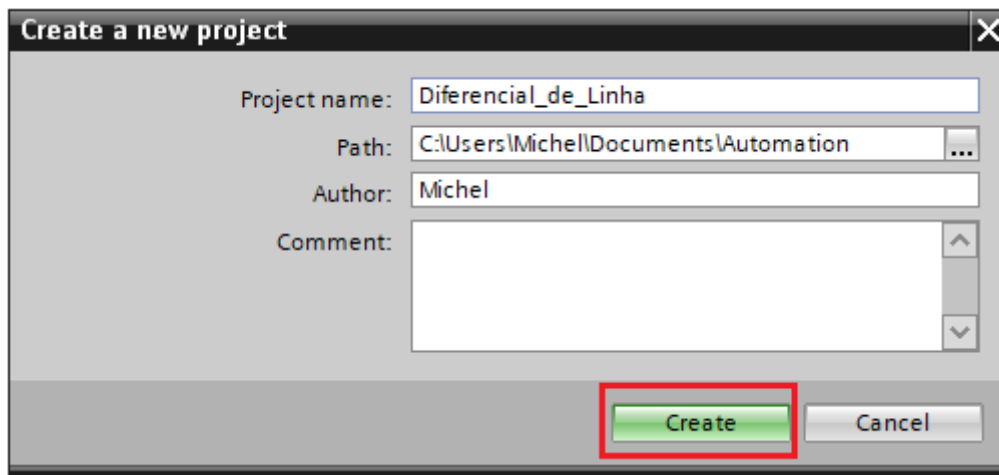 Create a new project
Project name: Diferencial_de_Linha
Path: C:\Users\Michel\Documents\Automation ...
Author: Michel
Comment:
Create Cancel